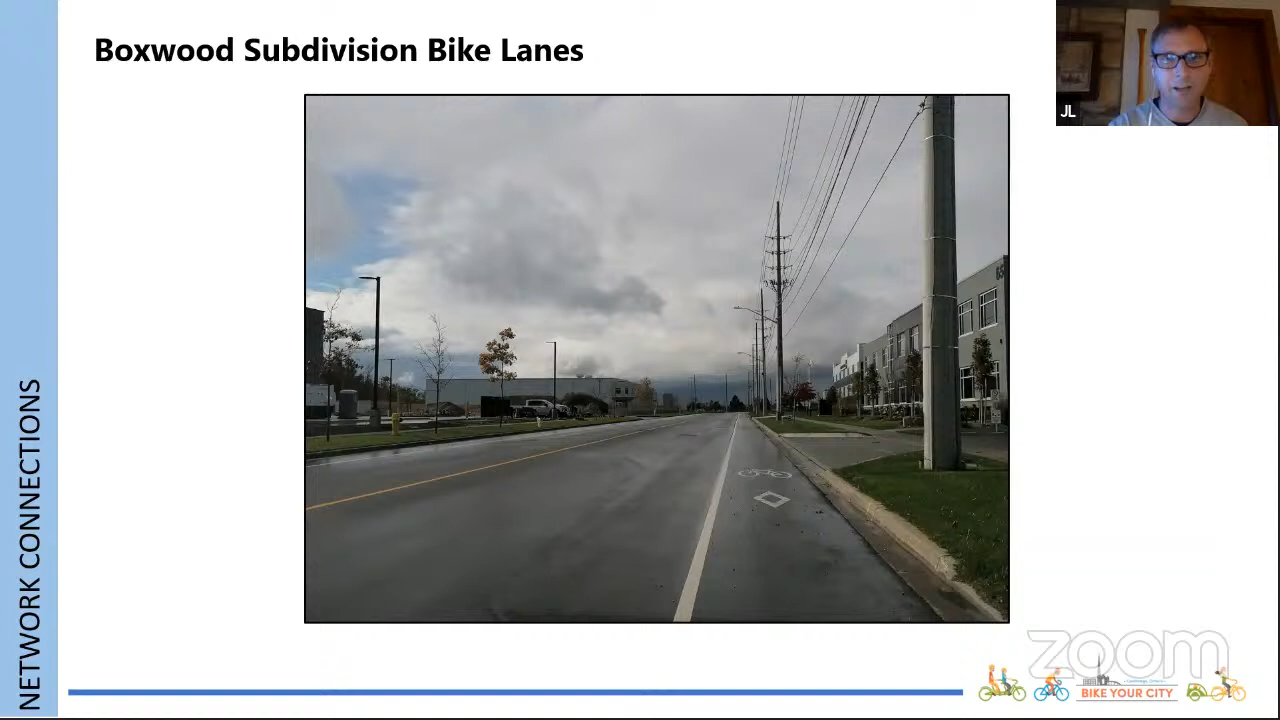 Boxwood Subdivision Bike Lanes
JL
NETWORK CONNECTIONS
zoom
BIKE YOUR CITY